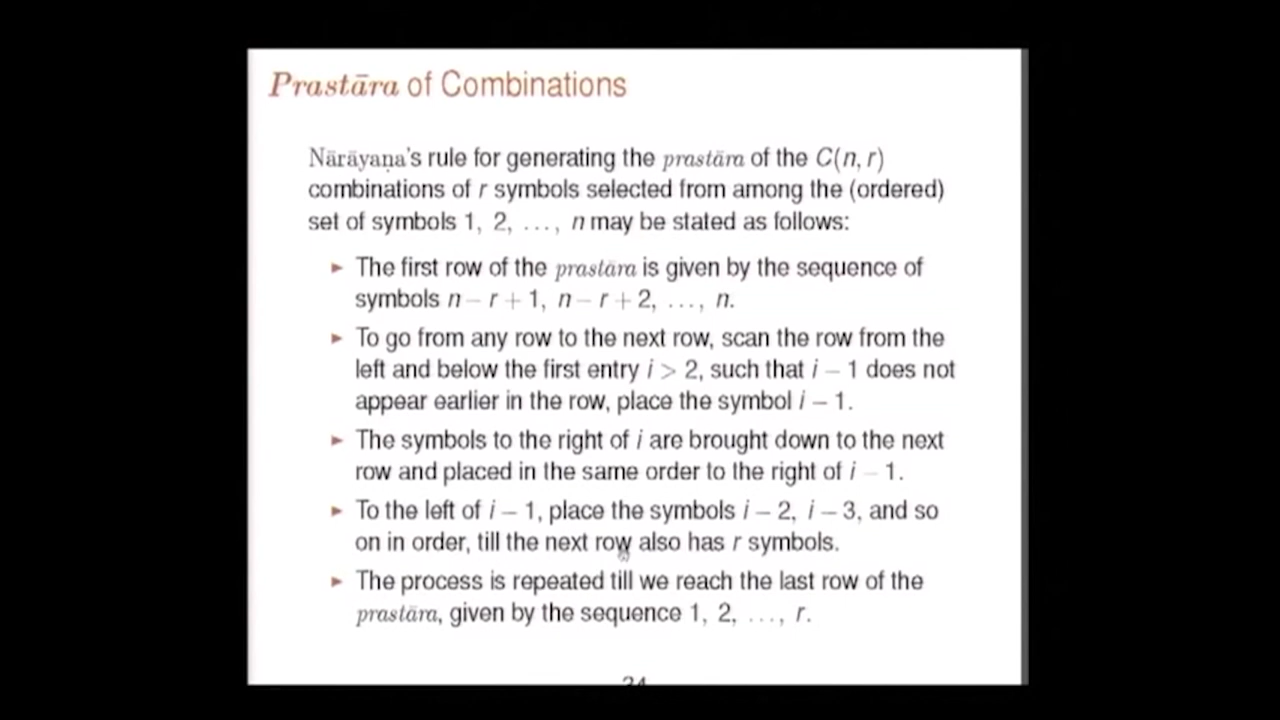 Prastāra of Combinations
Nārāyaṇa's rule for generating the prastāra of the C(n, r)
combinations of r symbols selected from among the (ordered)
set of symbols 1, 2, ..., n may be stated as follows:
► The first row of the prastāra is given by the sequence of
symbols n − r + 1, n − r + 2, ..., n.
► To go from any row to the next row, scan the row from the
left and below the first entry i > 2, such that i − 1 does not
appear earlier in the row, place the symbol i − 1.
► The symbols to the right of i are brought down to the next
row and placed in the same order to the right of i − 1.
► To the left of i − 1, place the symbols i − 2, i − 3, and so
on in order, till the next row also has r symbols.
► The process is repeated till we reach the last row of the
prastāra, given by the sequence 1, 2, ..., r.